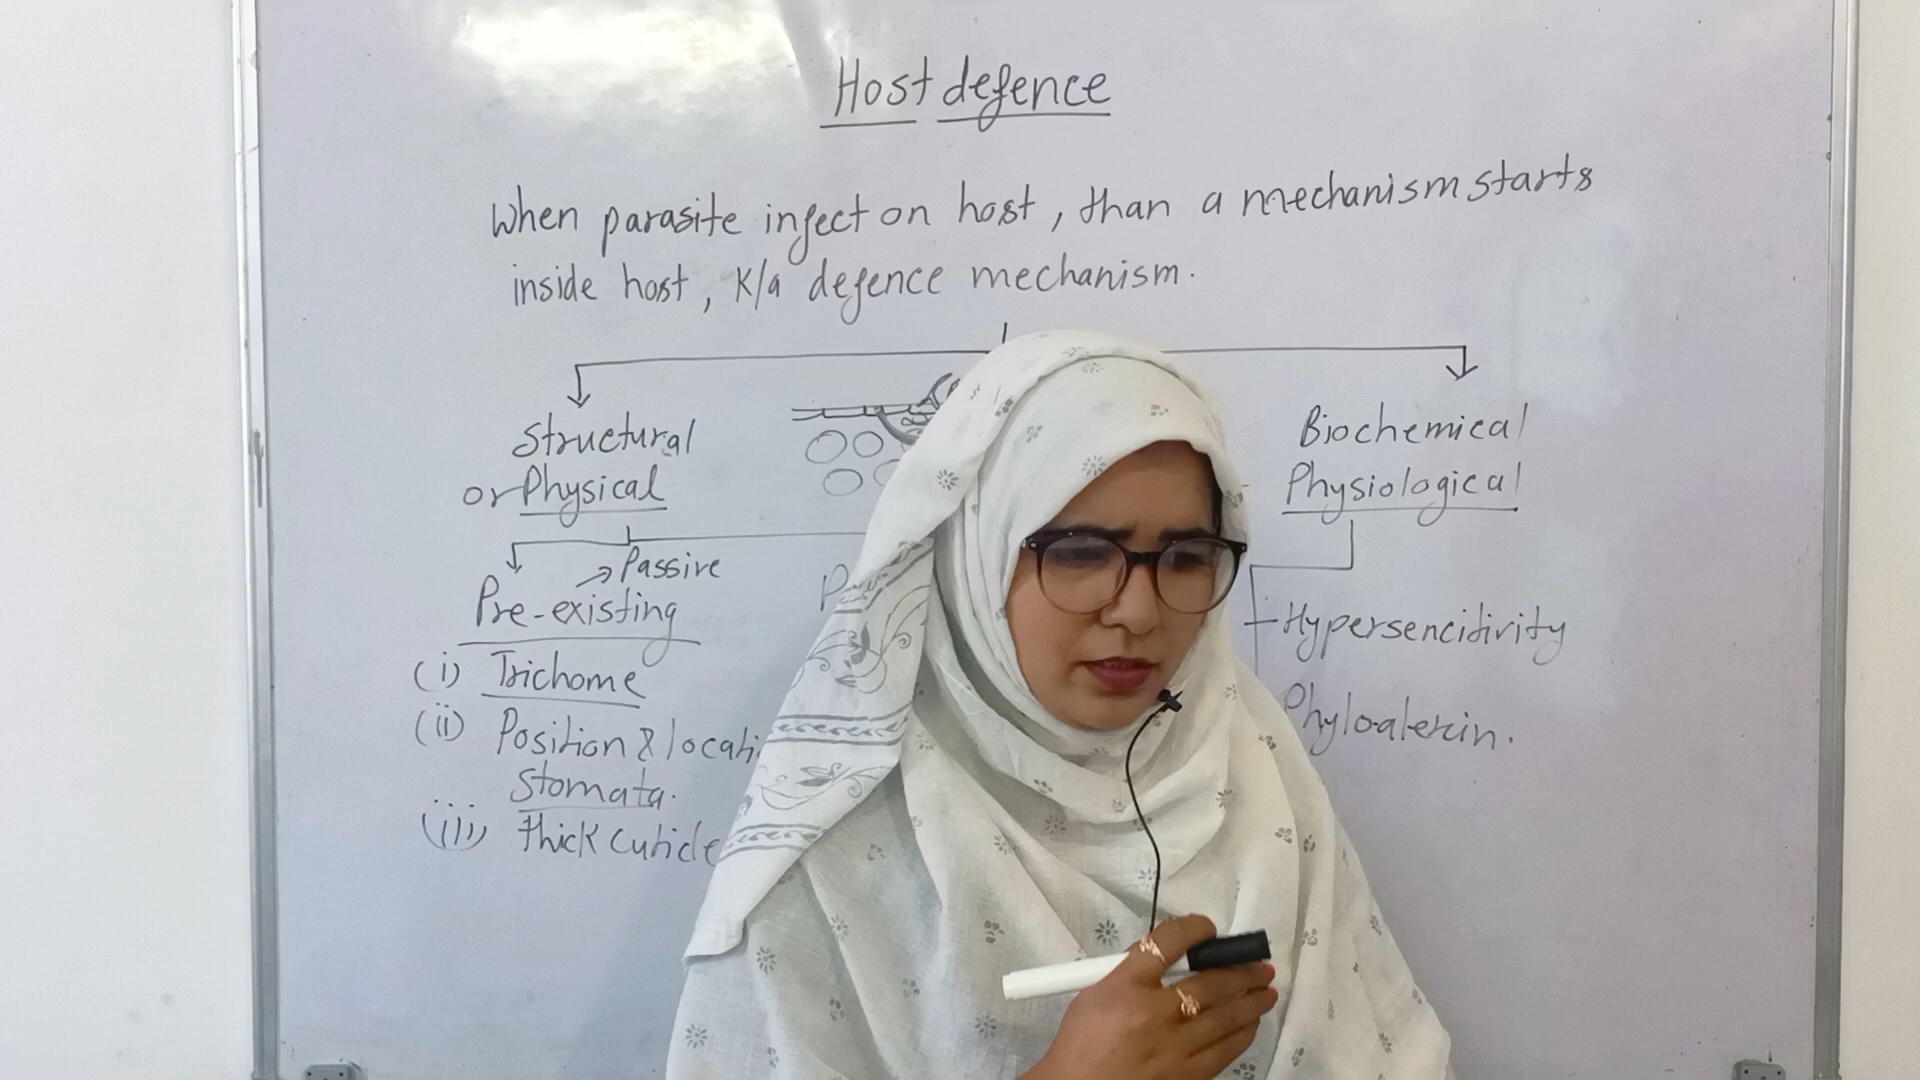 Host defence
When parasite infect on host, than a mechanism starts
inside host, K/a defence mechanism.
Structural
or Physical
Biochemical
Physiological
→ Passive
Pre-existing
(i) Trichome
(ii) Position & locati
Stomata.
(iii) thick cuticle
Hypersencitivity
Phyloalexin.